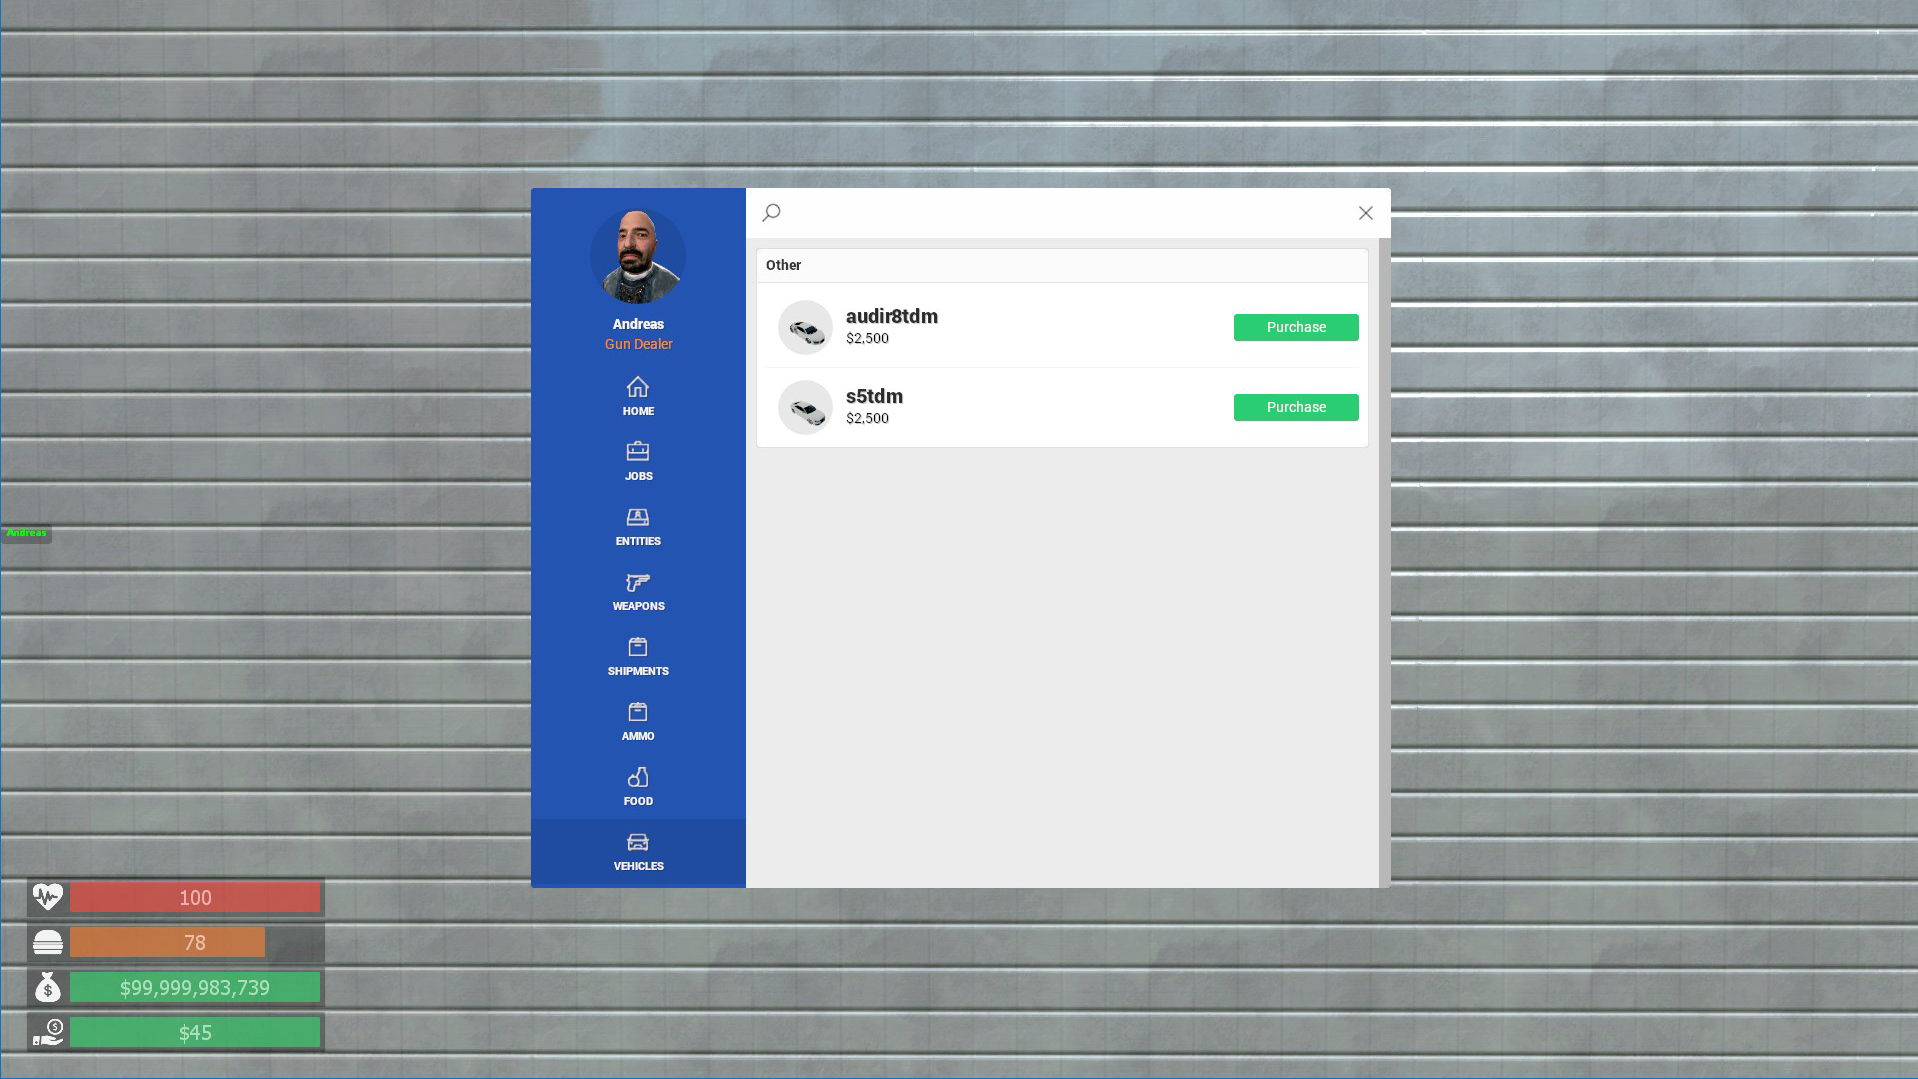 Andreas
Gun Dealer
HOME
JOBS
ENTITIES
WEAPONS
SHIPMENTS
AMMO
FOOD
VEHICLES
Other
audir8tdm
$2,500
Purchase
s5tdm
$2,500
Purchase
Andreas
100
78
$99,999,983,739
$45